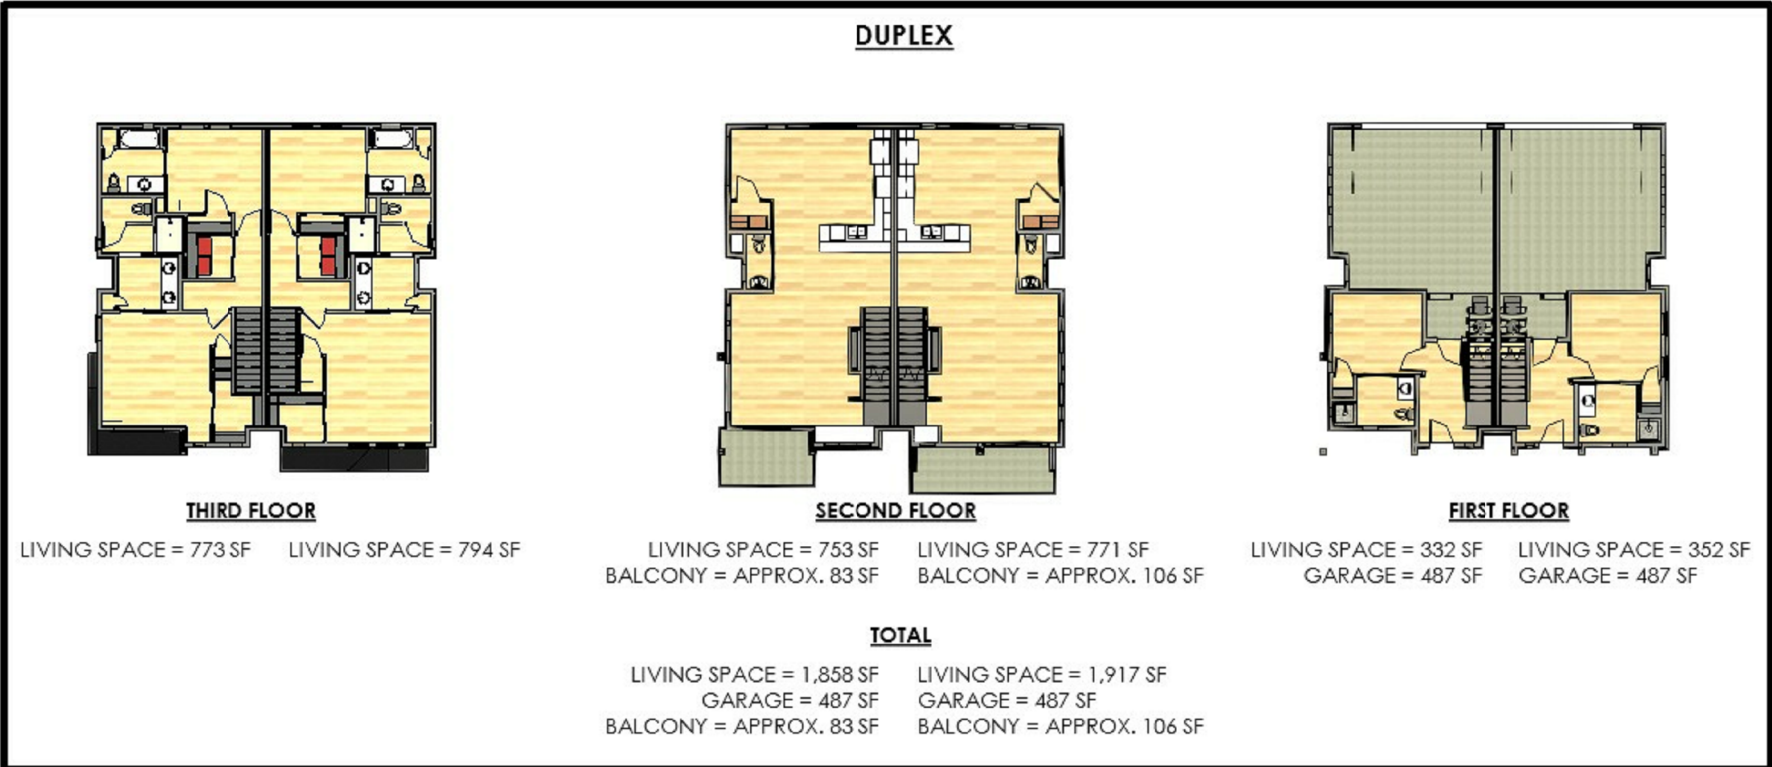 DUPLEX
THIRD FLOOR
LIVING SPACE = 773 SF LIVING SPACE = 794 SF
SECOND FLOOR
LIVING SPACE = 753 SF LIVING SPACE = 771 SF
BALCONY = APPROX. 83 SF BALCONY = APPROX. 106 SF
FIRST FLOOR
LIVING SPACE = 332 SF LIVING SPACE = 352 SF
GARAGE = 487 SF GARAGE = 487 SF
TOTAL
LIVING SPACE = 1,858 SF LIVING SPACE = 1,917 SF
GARAGE = 487 SF GARAGE = 487 SF
BALCONY = APPROX. 83 SF BALCONY = APPROX. 106 SF